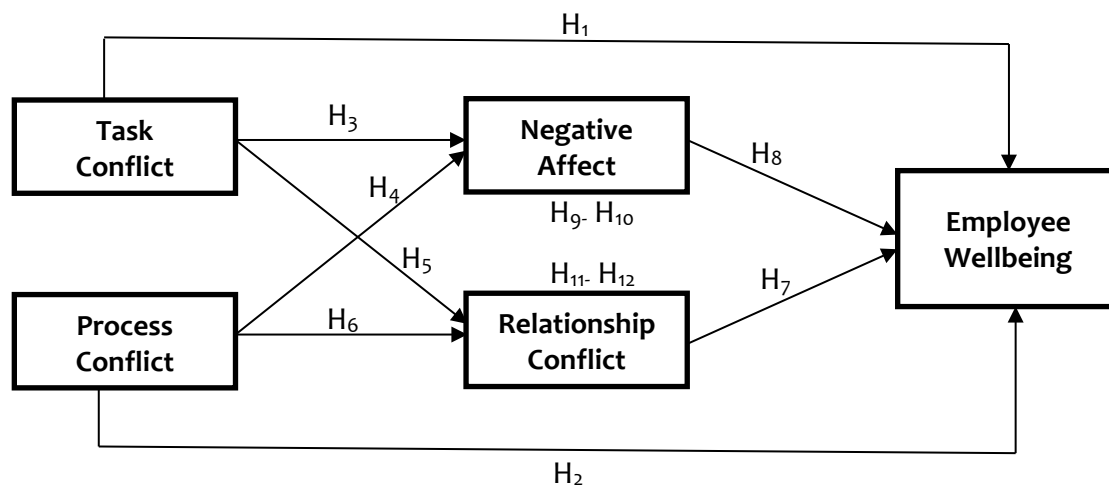 H₁
Task
Conflict
H₃
Negative
Affect
H₈
H₄
H₉- H₁₀
Employee
Wellbeing
H₅
H₁₁- H₁₂
H₇
Process
Conflict
H₆
Relationship
Conflict
H₂